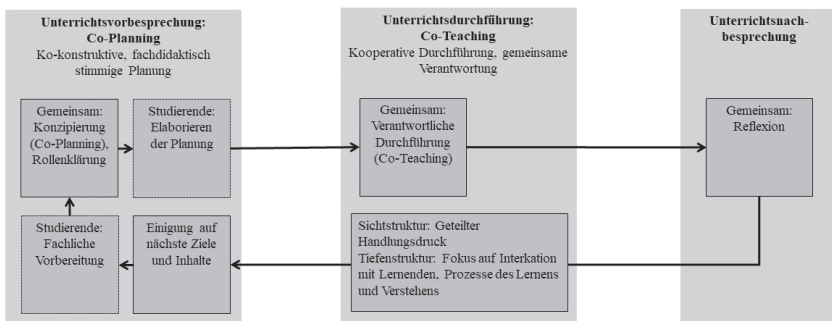 Unterrichtsvorbesprechung:
Co-Planning
Ko-konstruktive, fachdidaktisch
stimmige Planung
Gemeinsam:
Konzipierung
(Co-Planning),
Rollenklärung
Studierende:
Elaborieren
der Planung
Studierende:
Fachliche
Vorbereitung
Einigung auf
nächste Ziele
und Inhalte
Unterrichtsdurchführung:
Co-Teaching
Kooperative Durchführung, gemeinsame
Verantwortung
Gemeinsam:
Verantwortliche
Durchführung
(Co-Teaching)
Sichtstruktur: Geteilter
Handlungsdruck
Tiefenstruktur: Fokus auf Interkation
mit Lernenden, Prozesse des Lernens
und Verstehens
Unterrichtsnach-
besprechung
Gemeinsam:
Reflexion